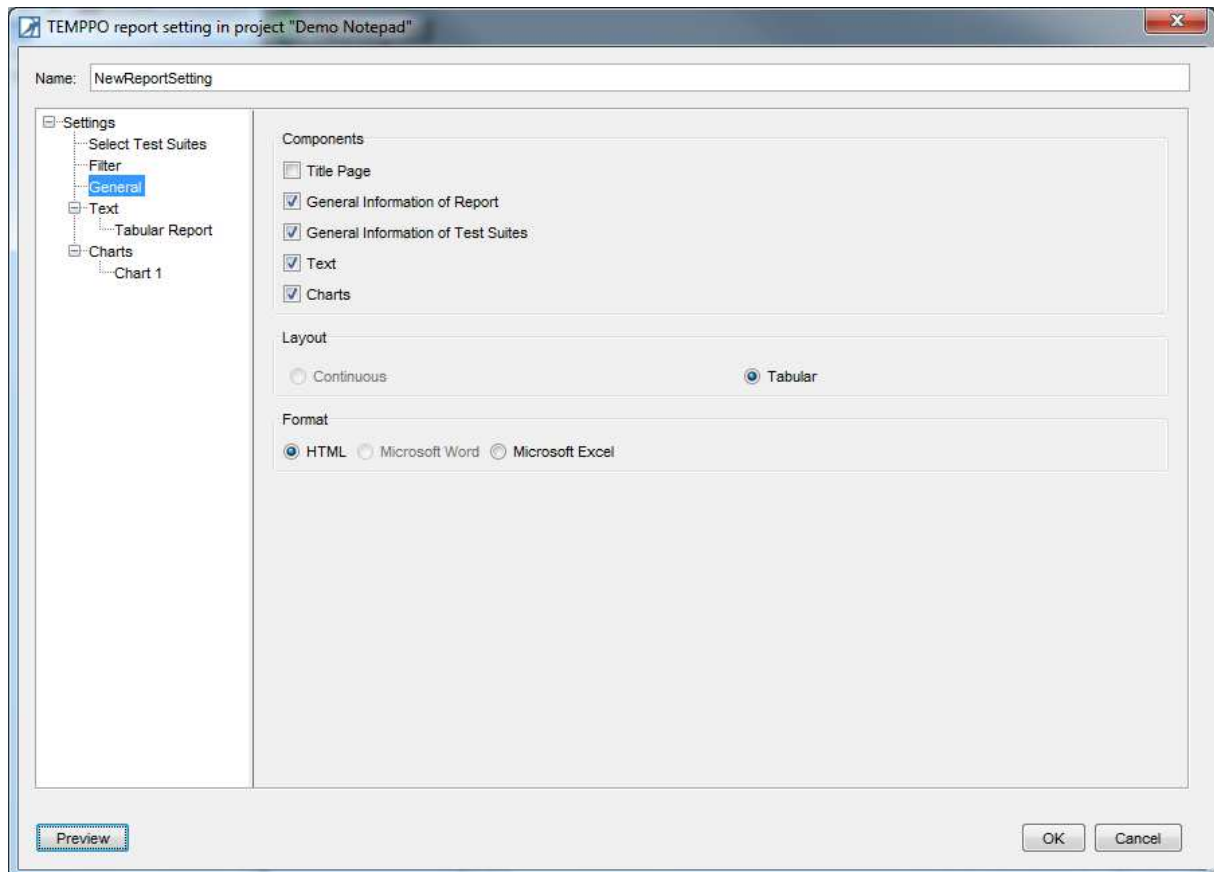 TEMPPO report setting in project "Demo Notepad"
Name: NewReportSetting
Settings
Select Test Suites
Filter
General
Text
Tabular Report
Charts
Chart 1
Components
Title Page
General Information of Report
General Information of Test Suites
Text
Charts
Layout
Continuous Tabular
Format
HTML Microsoft Word Microsoft Excel
Preview OK Cancel